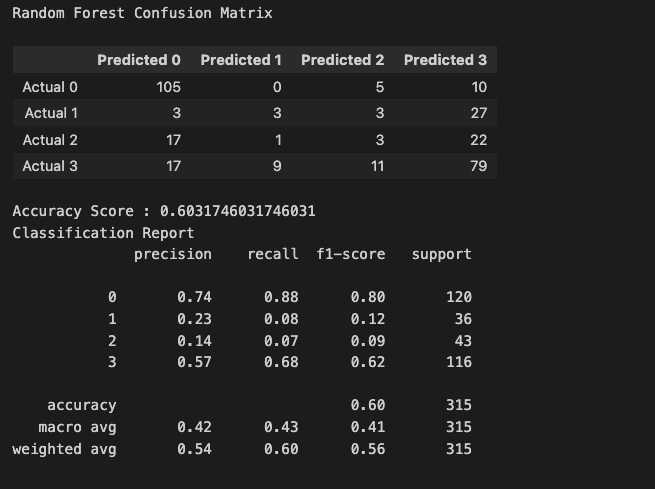 Random Forest Confusion Matrix
Predicted 0 Predicted 1 Predicted 2 Predicted 3
Actual 0 105 0 5 10
Actual 1 3 3 3 27
Actual 2 17 1 3 22
Actual 3 17 9 11 79
Accuracy Score : 0.6031746031746031
Classification Report
precision recall f1-score support
0 0.74 0.88 0.80 120
1 0.23 0.08 0.12 36
2 0.14 0.07 0.09 43
3 0.57 0.68 0.62 116
accuracy 0.60 315
macro avg 0.42 0.43 0.41 315
weighted avg 0.54 0.60 0.56 315